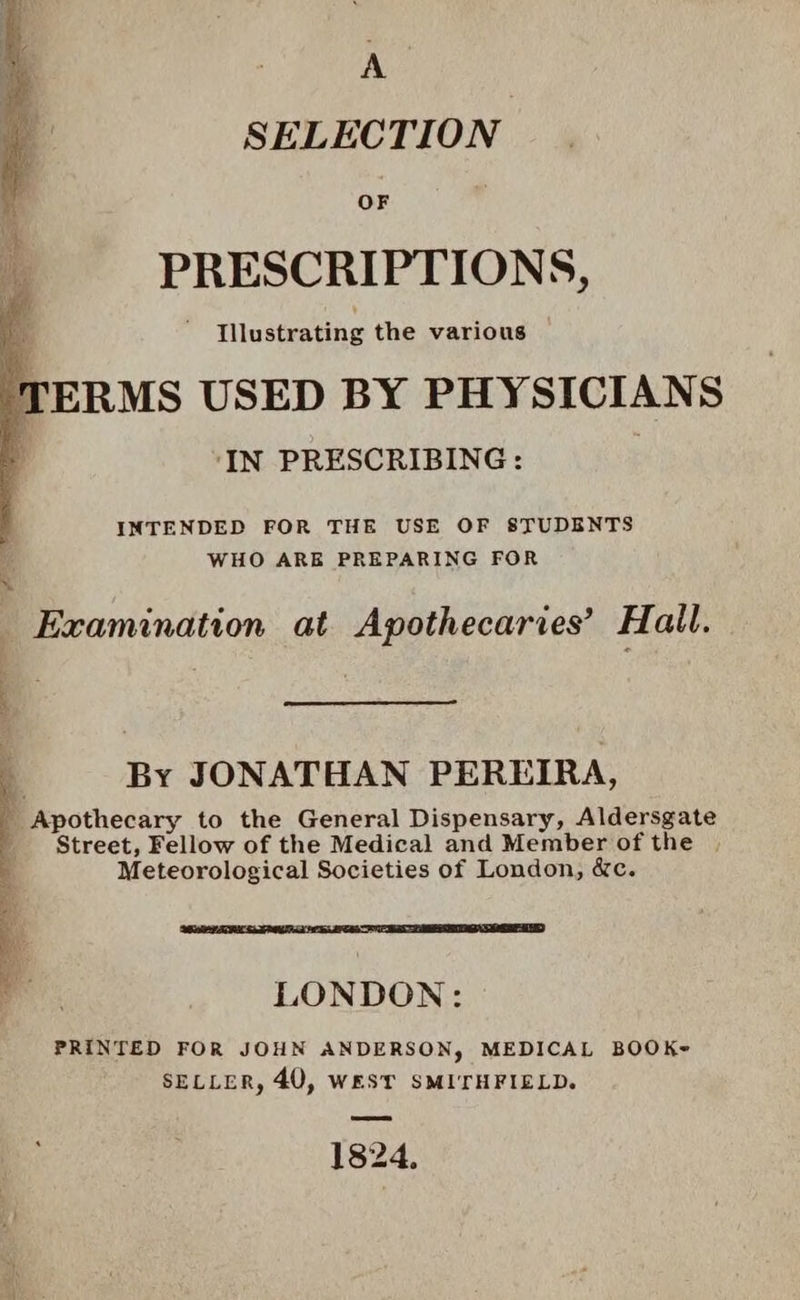 A
SELECTION
OF
PRESCRIPTIONS,
Illustrating the various
TERMS USED BY PHYSICIANS
IN PRESCRIBING:
INTENDED FOR THE USE OF STUDENTS
WHO ARE PREPARING FOR
Examination at Apothecaries' Hall.
By JONATHAN PEREIRA,
Apothecary to the General Dispensary, Aldersgate
Street, Fellow of the Medical and Member of the
Meteorological Societies of London, &c.
LONDON:
PRINTED FOR JOHN ANDERSON, MEDICAL BOOK-
SELLER, 40, WEST SMITHFIELD.
1824.